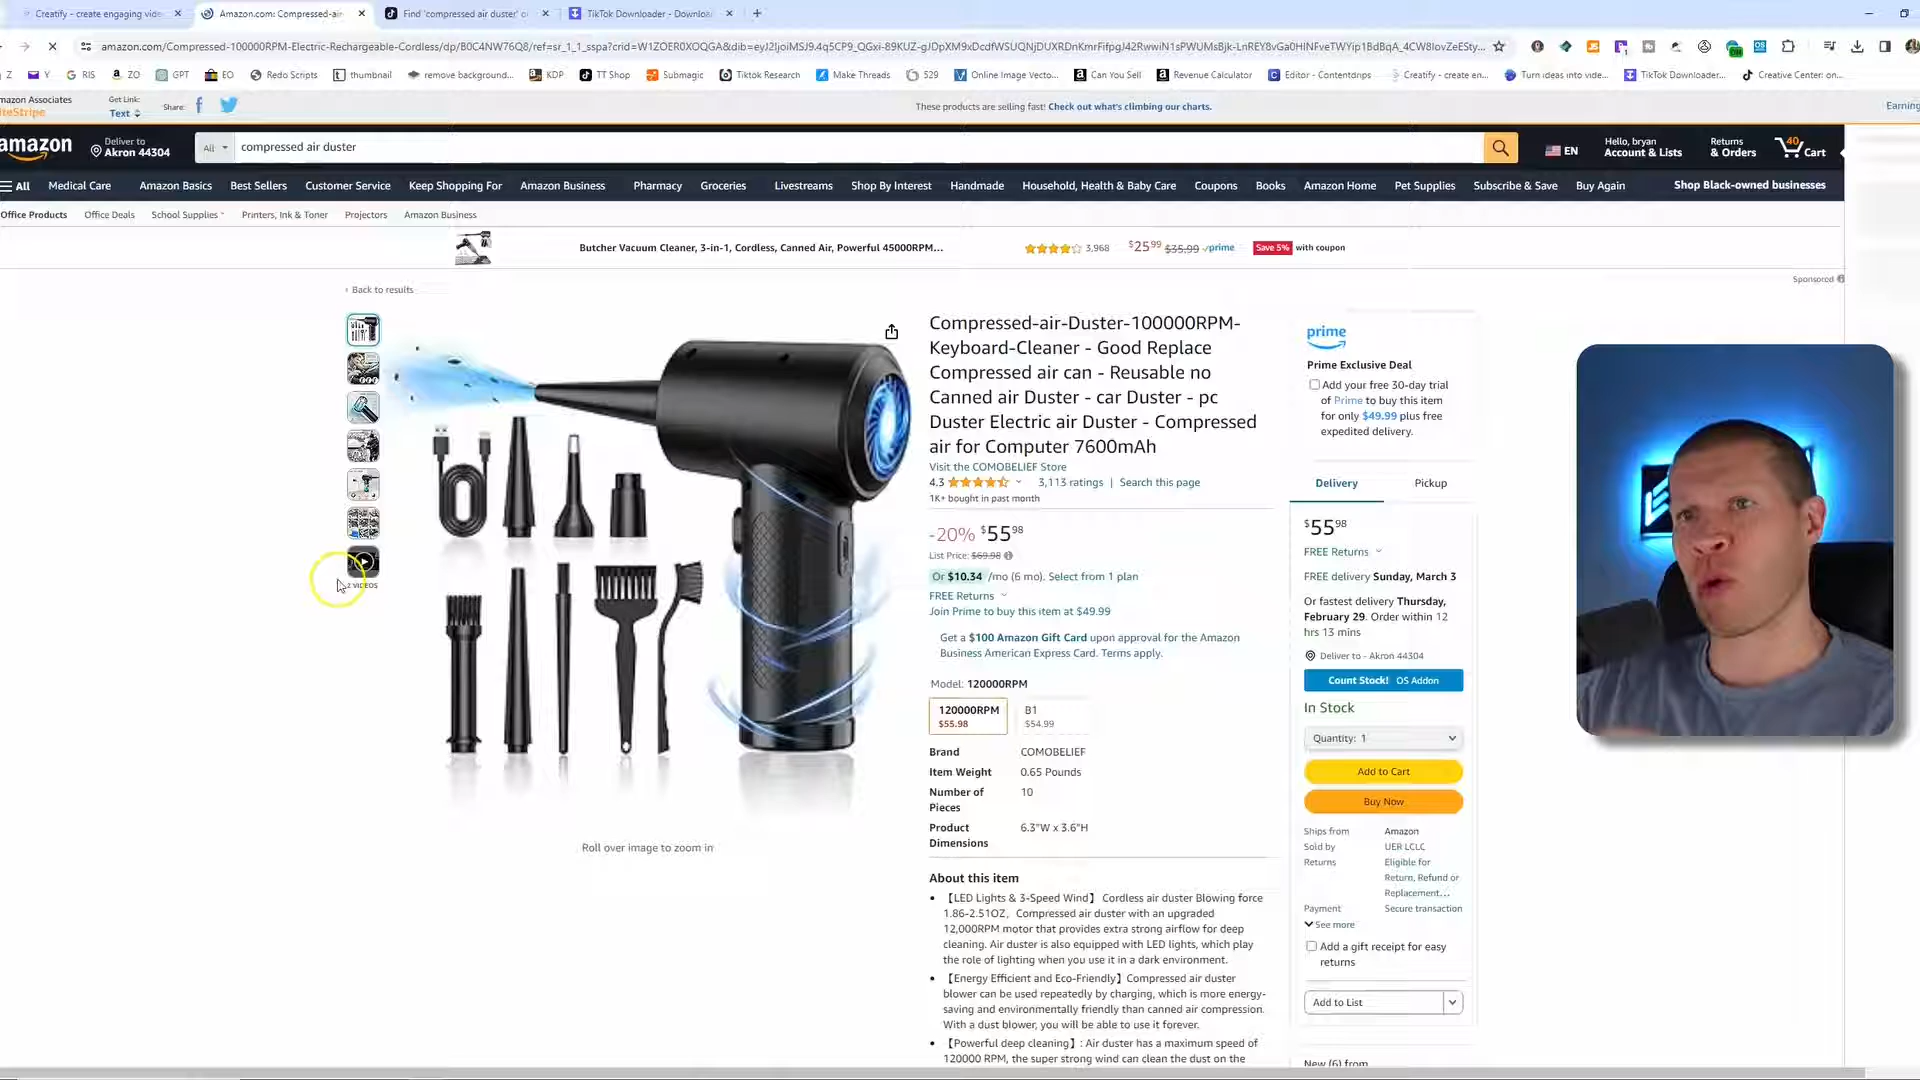 Creatify - create engaging vide
Amazon.com: Compressed-air
Find 'compressed air duster' o
TikTok Downloader - Downloa
amazon.com/Compressed-100000RPM-Electric-Rechargeable-Cordless/dp/B0C4NW76Q8/ref=sr_1_1_sspa?crid=W1ZOER0XOQGA&dib=
Z
Y
RIS
ZO
GPT
EO
Redo Scripts
thumbnail
remove background...
KDP
TT Shop
Submagic
Tiktok Research
Make Threads
529
Online Image Vecto...
Can You Sell
Revenue Calculator
Editor - Contentdrips
Creatify - create en...
Turn ideas into vide...
TikTok Downloader...
Creative Center: on...
mazon Associates
iteStripe
Get Link:
Text
Share:
These products are selling fast! Check out what's climbing our charts.
Earning
amazon
Deliver to
Akron 44304
All
compressed air duster
EN
Hello, bryan
Account & Lists
Returns
& Orders
40
Cart
All Medical Care Amazon Basics Best Sellers Customer Service Keep Shopping For Amazon Business Pharmacy Groceries Livestreams Shop By Interest Handmade Household, Health & Baby Care Coupons Books Amazon Home Pet Supplies Subscribe & Save Buy Again Shop Black-owned businesses
Office Products Office Deals School Supplies Printers, Ink & Toner Projectors Amazon Business
Butcher Vacuum Cleaner, 3-in-1, Cordless, Canned Air, Powerful 45000RPM...
3,968
$25.99 $35.99 prime
Save 5% with coupon
Sponsored
‹ Back to results
2 VIDEOS
Roll over image to zoom in
Compressed-air-Duster-100000RPM-
Keyboard-Cleaner - Good Replace
Compressed air can - Reusable no
Canned air Duster - car Duster - pc
Duster Electric air Duster - Compressed
air for Computer 7600mAh
Visit the COMOBELIEF Store
4.3 3,113 ratings | Search this page
1K+ bought in past month
-20% $55.98
List Price: $69.98
Or $10.34 /mo (6 mo). Select from 1 plan
FREE Returns
Join Prime to buy this item at $49.99
Get a $100 Amazon Gift Card upon approval for the Amazon
Business American Express Card. Terms apply.
Model: 120000RPM
120000RPM
$55.98
B1
$54.99
Brand COMOBELIEF
Item Weight 0.65 Pounds
Number of
Pieces
10
Product
Dimensions
6.3"W x 3.6"H
About this item
• 【LED Lights & 3-Speed Wind】 Cordless air duster Blowing force
1.86-2.51OZ, Compressed air duster with an upgraded
12,000RPM motor that provides extra strong airflow for deep
cleaning. Air duster is also equipped with LED lights, which play
the role of lighting when you use it in a dark environment.
• 【Energy Efficient and Eco-Friendly】Compressed air duster
blower can be used repeatedly by charging, which is more energy-
saving and environmentally friendly than canned air compression.
With a dust blower, you will be able to use it forever.
• 【Powerful deep cleaning】: Air duster has a maximum speed of
120000 RPM, the super strong wind can clean the dust on the
prime
Prime Exclusive Deal
Add your free 30-day trial
of Prime to buy this item
for only $49.99 plus free
expedited delivery.
Delivery
Pickup
$55.98
FREE Returns
FREE delivery Sunday, March 3
Or fastest delivery Thursday,
February 29. Order within 12
hrs 13 mins
Deliver to - Akron 44304
Count Stock! OS Addon
In Stock
Quantity: 1
Add to Cart
Buy Now
Ships from Amazon
Sold by UER LCLC
Returns Eligible for
Return, Refund or
Replacement...
Payment Secure transaction
See more
Add a gift receipt for easy
returns
Add to List
New (6) from